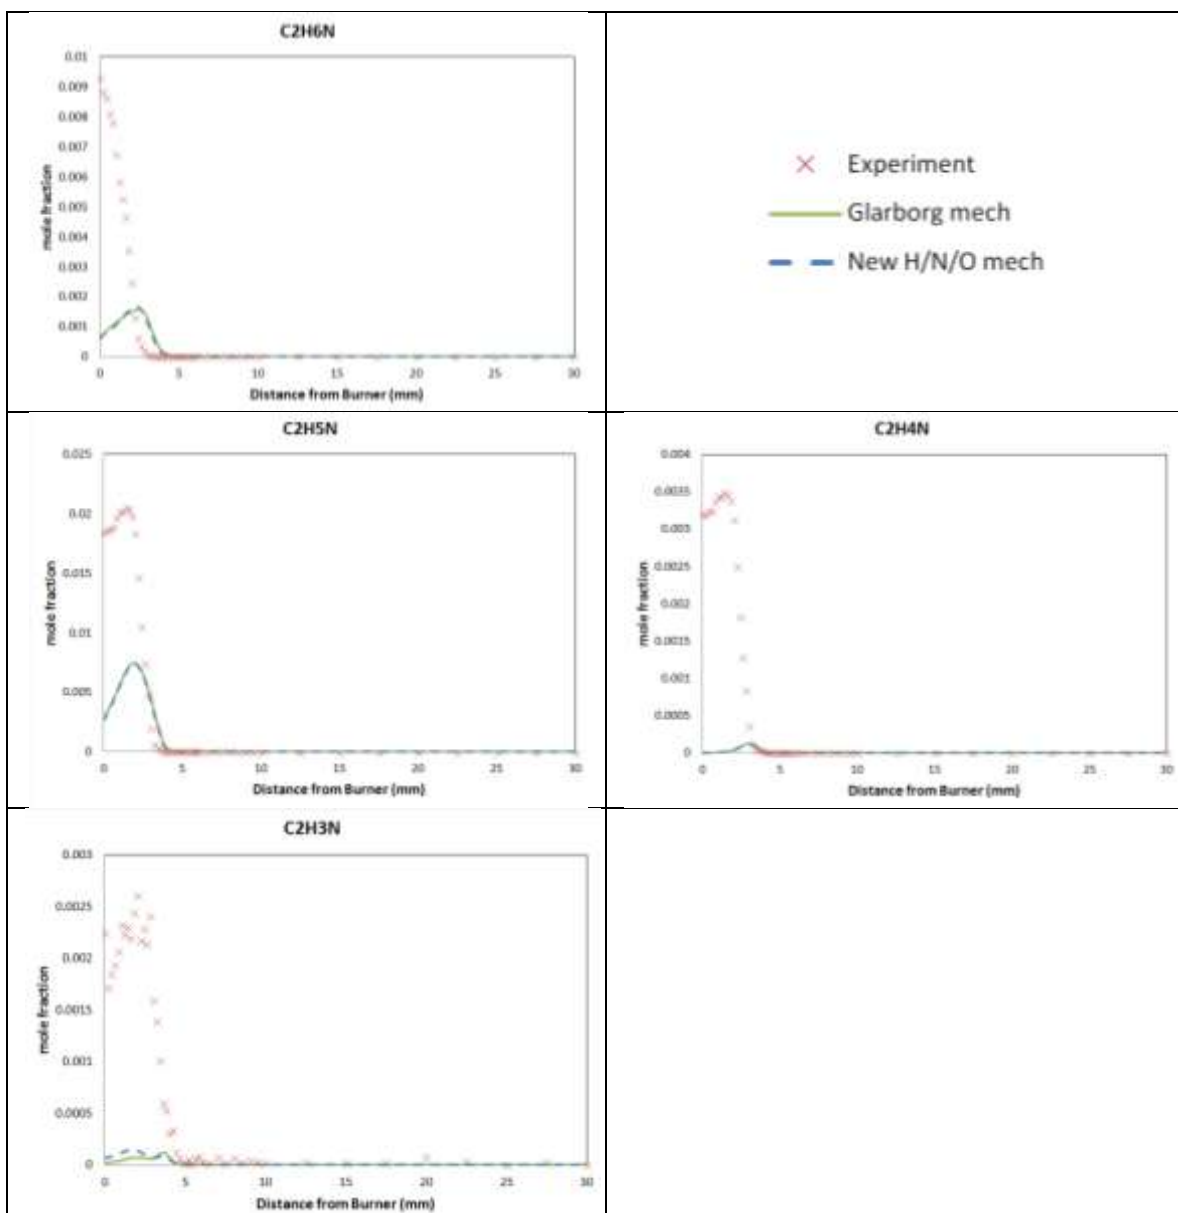 C2H6N
0.01
0.009
0.008
0.007
0.006
0.005
0.004
0.003
0.002
0.001
0
mole fraction
0 5 10 15 20 25 30
Distance from Burner (mm)
Experiment
Glarborg mech
New H/N/O mech
C2H5N
0.025
0.02
0.015
0.01
0.005
0
mole fraction
0 5 10 15 20 25 30
Distance from Burner (mm)
C2H4N
0.004
0.0035
0.003
0.0025
0.002
0.0015
0.001
0.0005
0
mole fraction
0 5 10 15 20 25 30
Distance from Burner (mm)
C2H3N
0.003
0.0025
0.002
0.0015
0.001
0.0005
0
mole fraction
0 5 10 15 20 25 30
Distance from Burner (mm)